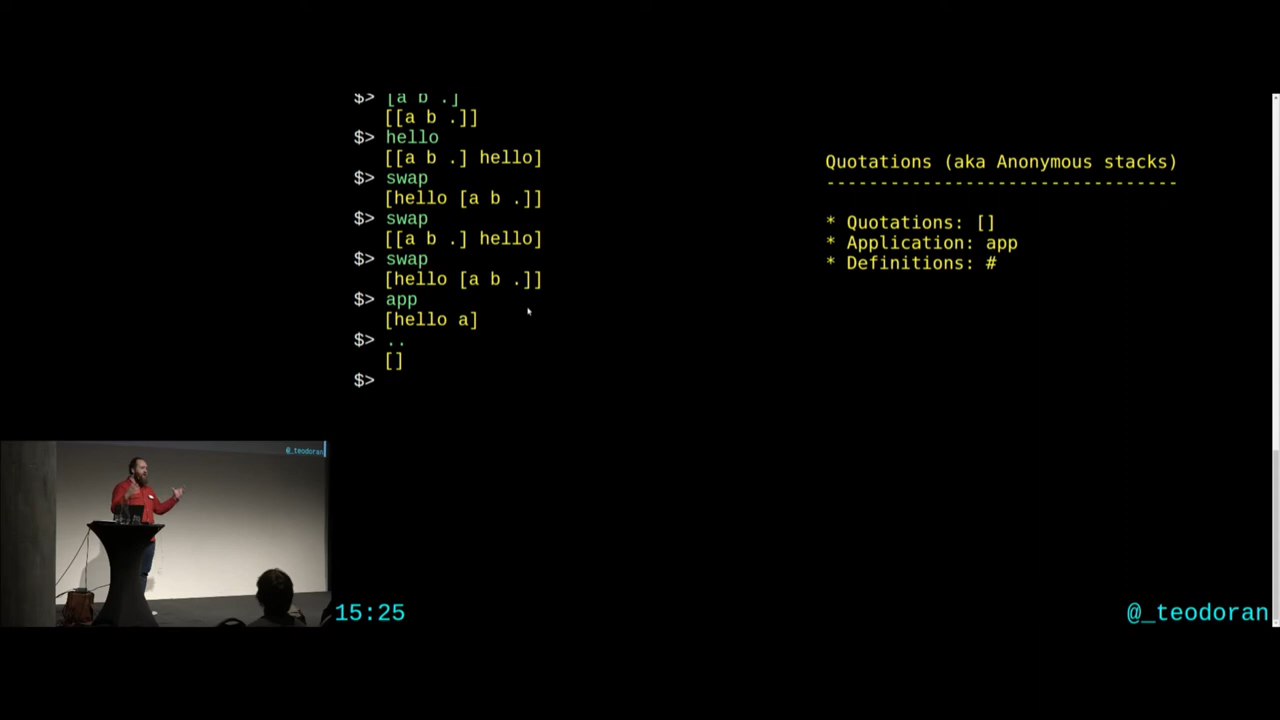 $> [a b .]
[[a b .]]
$> hello
[[a b .] hello]
$> swap
[hello [a b .]]
$> swap
[[a b .] hello]
$> swap
[hello [a b .]]
$> app
[hello a]
$> ..
[]
$>
Quotations (aka Anonymous stacks)
---------------------------------
* Quotations: []
* Application: app
* Definitions: #
@_teodoran
15:25
@_teodoran